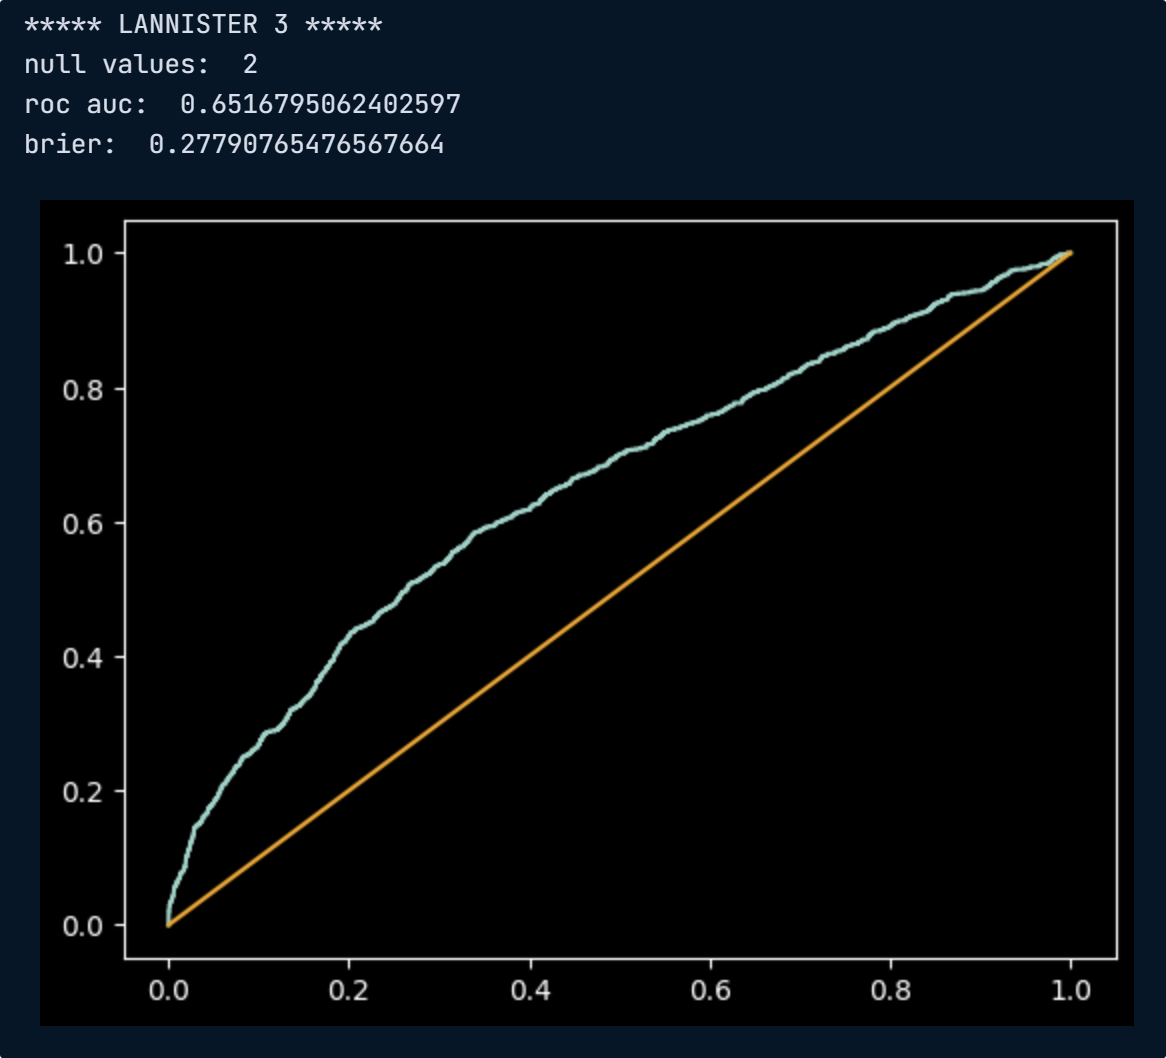 ***** LANNISTER 3 *****
null values:  2
roc auc:  0.6516795062402597
brier:  0.27790765476567664
1.0
0.8
0.6
0.4
0.2
0.0
0.0 0.2 0.4 0.6 0.8 1.0